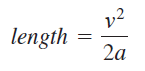 length = v²/2a